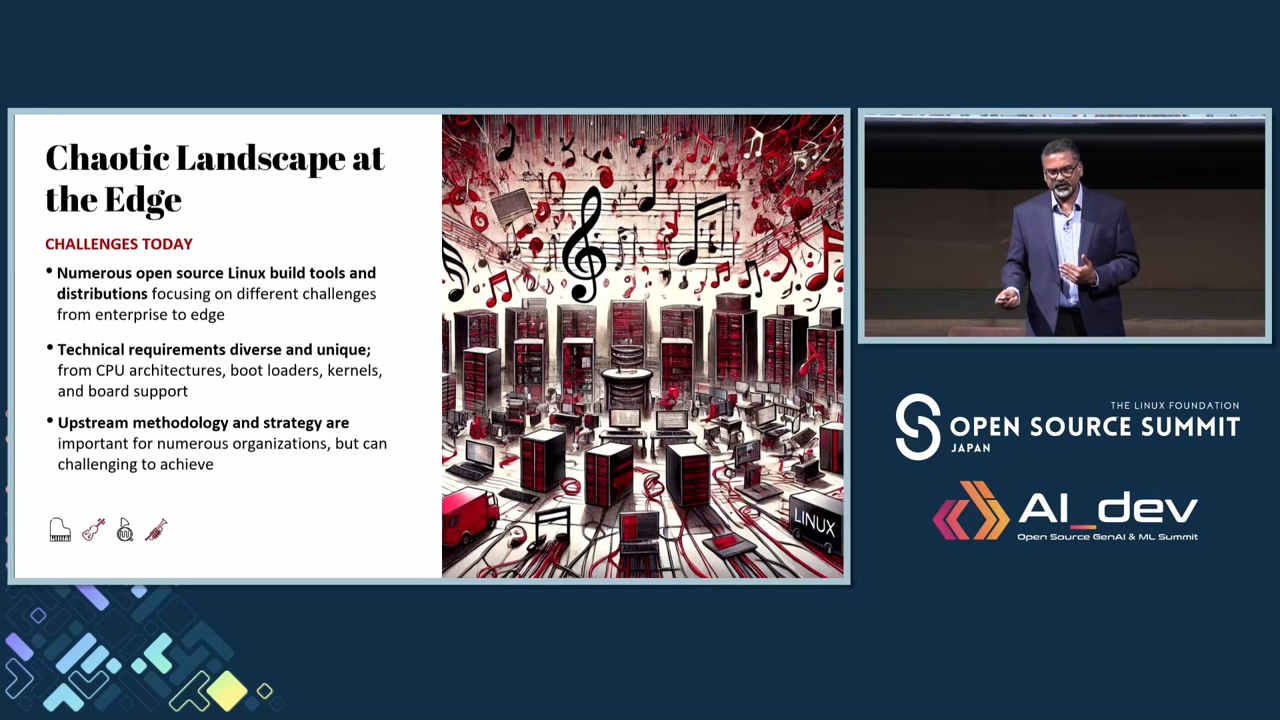 Chaotic Landscape at
the Edge
CHALLENGES TODAY
• Numerous open source Linux build tools and
distributions focusing on different challenges
from enterprise to edge
• Technical requirements diverse and unique;
from CPU architectures, boot loaders, kernels,
and board support
• Upstream methodology and strategy are
important for numerous organizations, but can
challenging to achieve
LINUX
THE LINUX FOUNDATION
OPEN SOURCE SUMMIT
JAPAN
AI_dev
Open Source GenAI & ML Summit